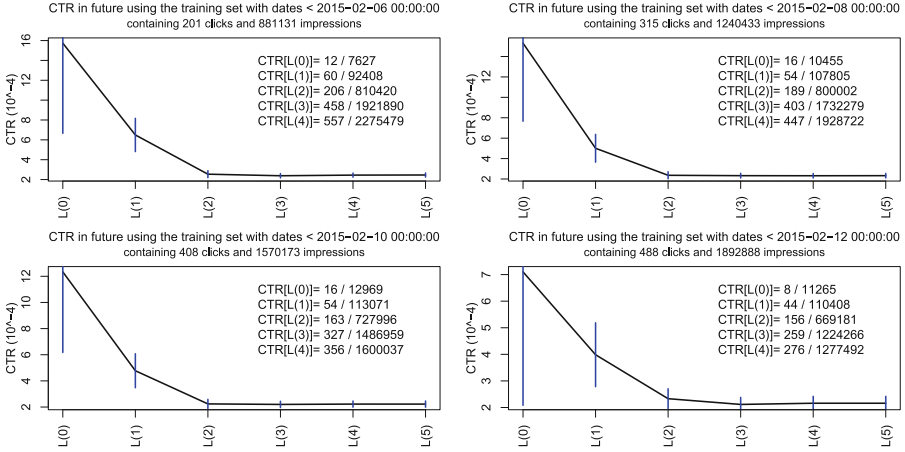 CTR in future using the training set with dates < 2015−02−06 00:00:00
containing 201 clicks and 881131 impressions
CTR (10^−4)
16
12
8
6
4
2
CTR[L(0)]= 12 / 7627
CTR[L(1)]= 60 / 92408
CTR[L(2)]= 206 / 810420
CTR[L(3)]= 458 / 1921890
CTR[L(4)]= 557 / 2275479
L(0)
L(1)
L(2)
L(3)
L(4)
L(5)
CTR in future using the training set with dates < 2015−02−08 00:00:00
containing 315 clicks and 1240433 impressions
CTR (10^−4)
12
8
6
4
2
CTR[L(0)]= 16 / 10455
CTR[L(1)]= 54 / 107805
CTR[L(2)]= 189 / 800002
CTR[L(3)]= 403 / 1732279
CTR[L(4)]= 447 / 1928722
L(0)
L(1)
L(2)
L(3)
L(4)
L(5)
CTR in future using the training set with dates < 2015−02−10 00:00:00
containing 408 clicks and 1570173 impressions
CTR (10^−4)
12
10
8
6
4
2
CTR[L(0)]= 16 / 12969
CTR[L(1)]= 54 / 113071
CTR[L(2)]= 163 / 727996
CTR[L(3)]= 327 / 1486959
CTR[L(4)]= 356 / 1600037
L(0)
L(1)
L(2)
L(3)
L(4)
L(5)
CTR in future using the training set with dates < 2015−02−12 00:00:00
containing 488 clicks and 1892888 impressions
CTR (10^−4)
7
6
5
4
3
2
CTR[L(0)]= 8 / 11265
CTR[L(1)]= 44 / 110408
CTR[L(2)]= 156 / 669181
CTR[L(3)]= 259 / 1224266
CTR[L(4)]= 276 / 1277492
L(0)
L(1)
L(2)
L(3)
L(4)
L(5)